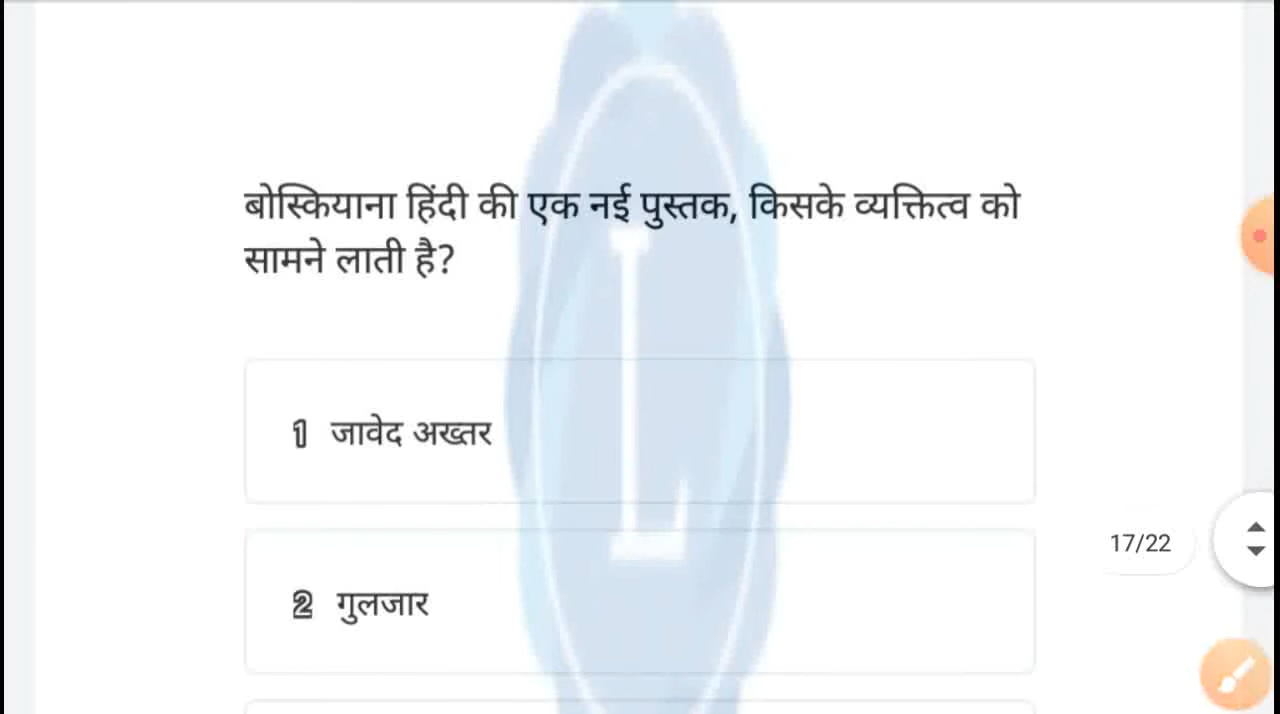 बोस्कियाना हिंदी की एक नई पुस्तक, किसके व्यक्तित्व को
सामने लाती है?
1 जावेद अख्तर
17/22
2 गुलजार
L